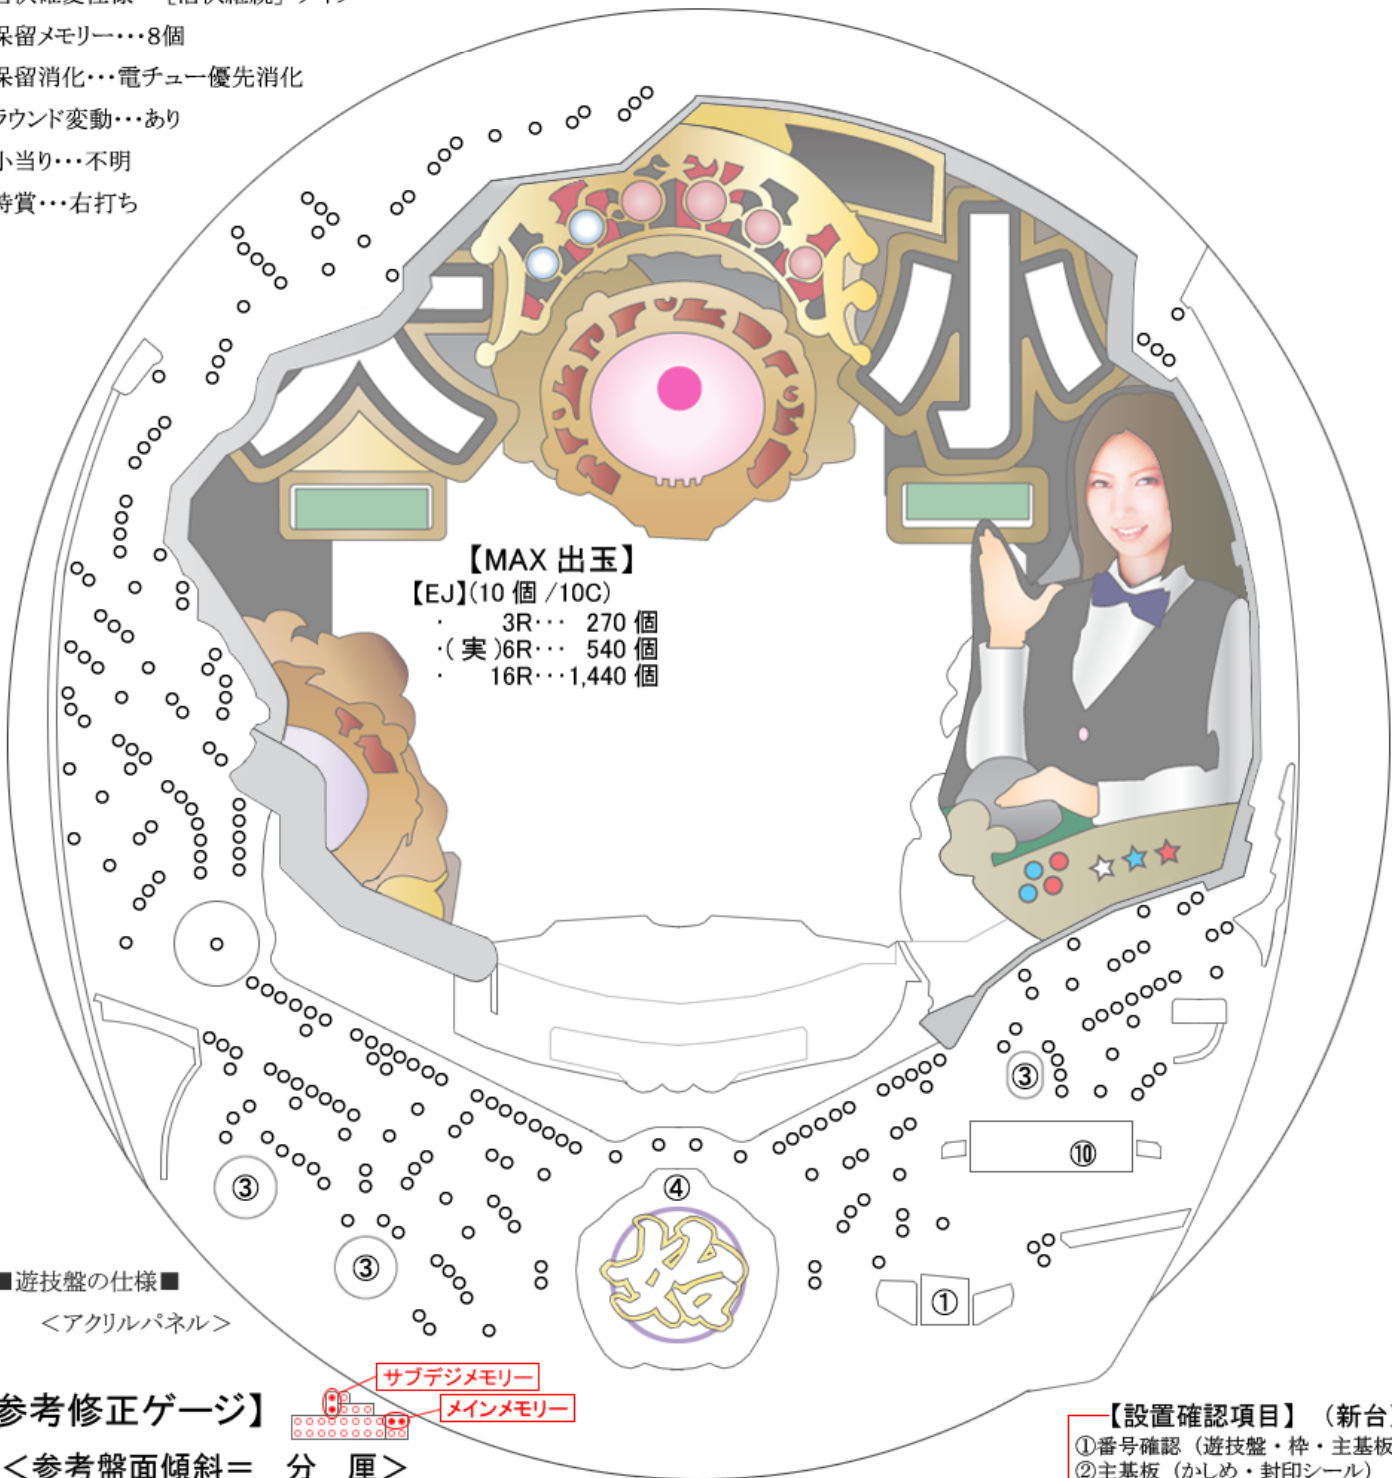 保留メモリー・・・8個
保留消化・・・電チュー優先消化
ラウンド変動・・・あり
小当り・・・不明
特賞・・・右打ち
大
小
【MAX 出玉】
【EJ】(10 個 /10C)
・ 3R・・・ 270 個
・( 実 )6R・・・ 540 個
・ 16R・・・1,440 個
③
⑩
④
③
始
③
①
■遊技盤の仕様■
＜アクリルパネル＞
サブデジメモリー
メインメモリー
参考修正ゲージ】
＜参考盤面傾斜＝ 分 厘＞
【設置確認項目】（新台）
①番号確認（遊技盤・枠・主基板
②主基板（かしめ・封印シール）